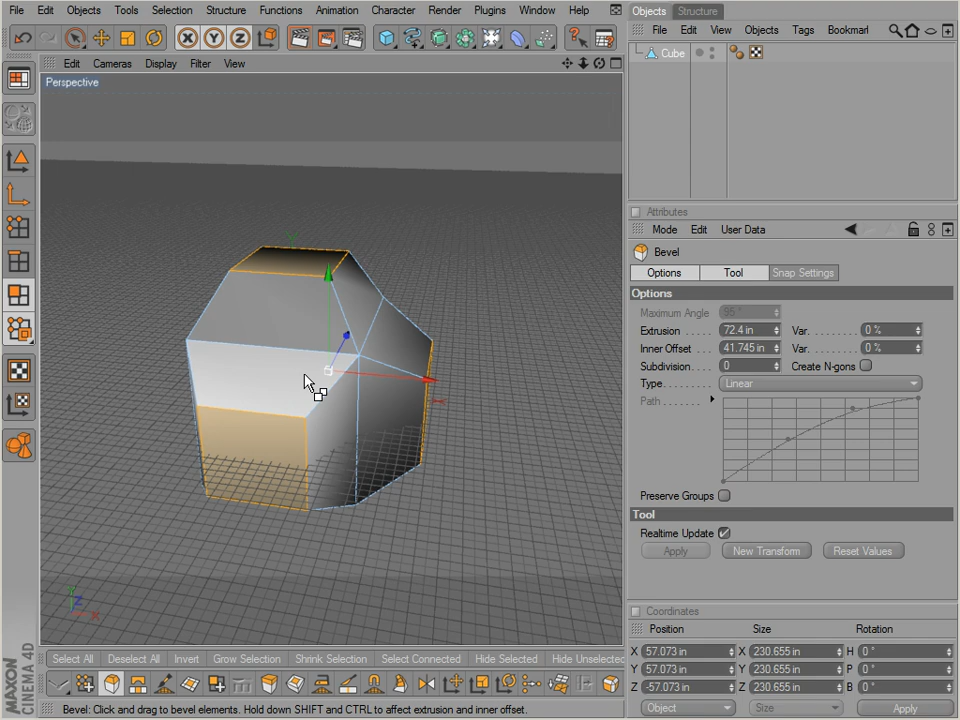 File Edit Objects Tools Selection Structure Functions Animation Character Render Plugins Window Help
Objects Structure
File Edit View Objects Tags Bookmark
X Y Z
Edit Cameras Display Filter View
Perspective
Cube
Attributes
Mode Edit User Data
Bevel
Options Tool Snap Settings
Options
Maximum Angle 95 °
Extrusion 72.4 in Var. 0 %
Inner Offset 41.745 in Var. 0 %
Subdivision 0 Create N-gons
Type Linear
Path
Preserve Groups
Tool
Realtime Update
Apply New Transform Reset Values
Y
Z
X
Coordinates
Position Size Rotation
X 57.073 in X 230.655 in H 0 °
Y 57.073 in Y 230.655 in P 0 °
Z -57.073 in Z 230.655 in B 0 °
Object Size Apply
Select All Deselect All Invert Grow Selection Shrink Selection Select Connected Hide Selected Hide Unselected
MAXON CINEMA 4D
Bevel: Click and drag to bevel elements. Hold down SHIFT and CTRL to affect extrusion and inner offset.